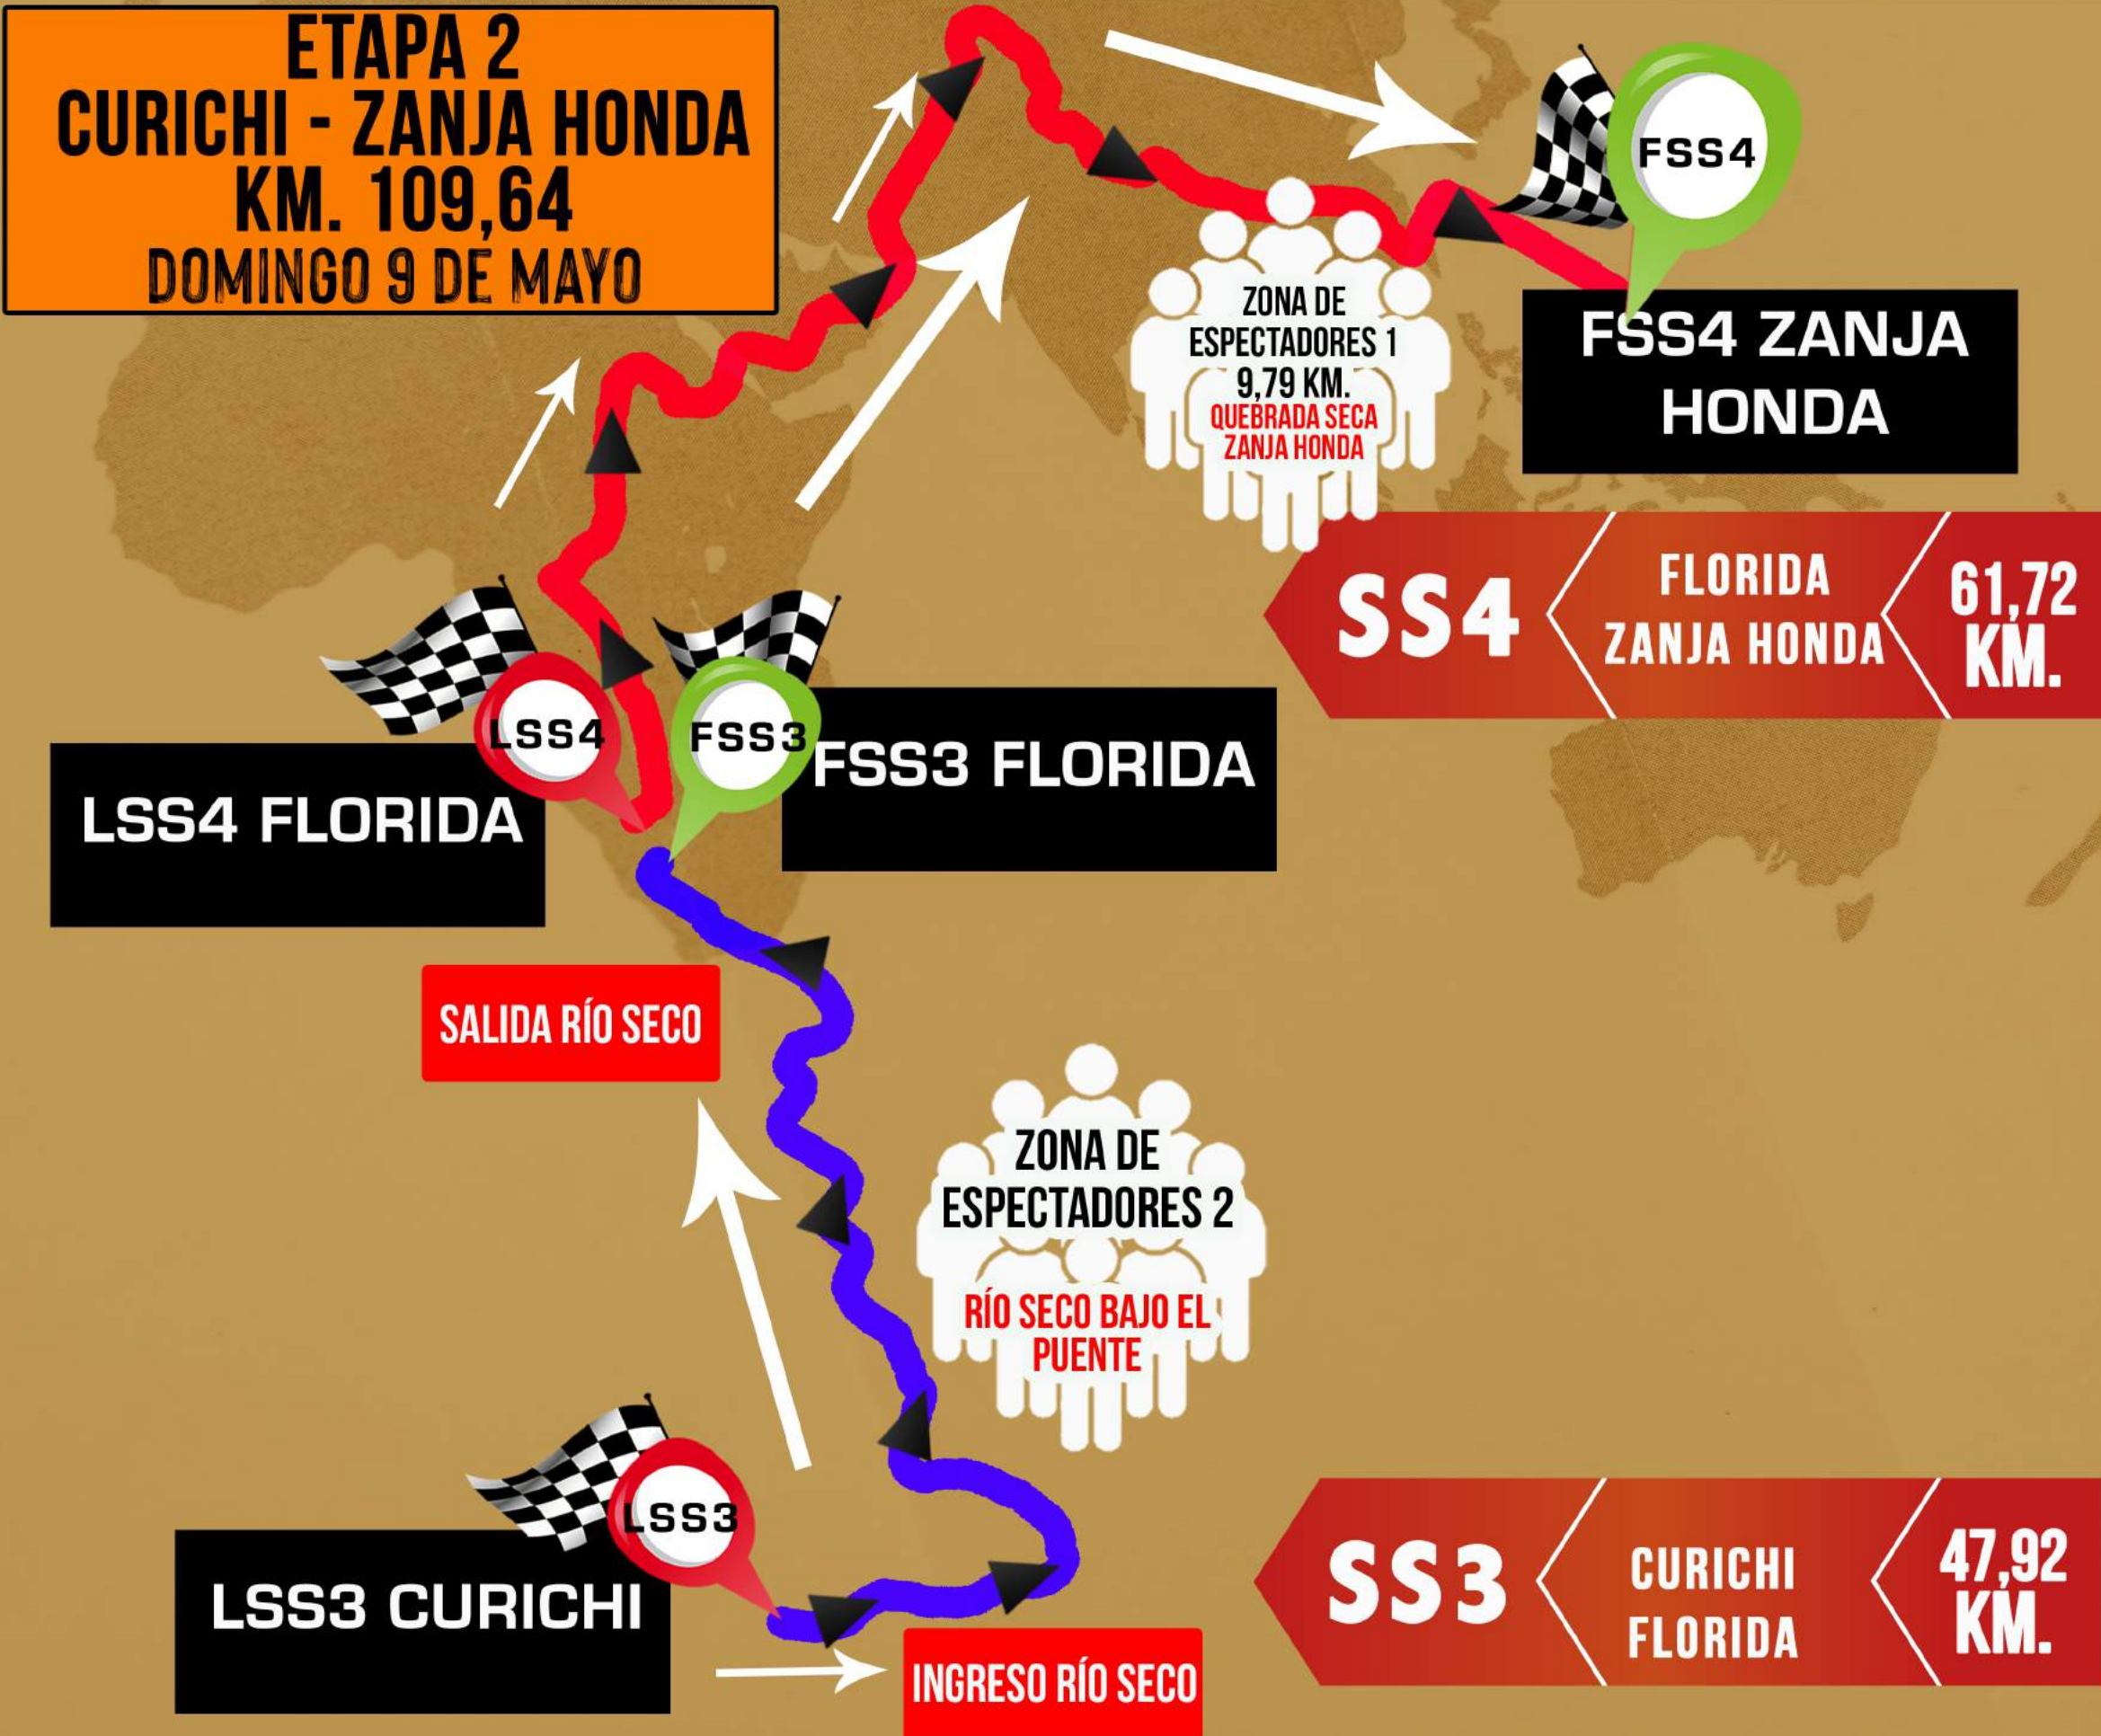 ETAPA 2
CURICHI - ZANJA HONDA
KM. 109,64
DOMINGO 9 DE MAYO
FSS4
ZONA DE
ESPECTADORES 1
9,79 KM.
QUEBRADA SECA
ZANJA HONDA
FSS4 ZANJA
HONDA
SS4
FLORIDA
ZANJA HONDA
61,72
KM.
LSS4
FSS3
FSS3 FLORIDA
LSS4 FLORIDA
SALIDA RÍO SECO
ZONA DE
ESPECTADORES 2
RÍO SECO BAJO EL
PUENTE
LSS3
LSS3 CURICHI
INGRESO RÍO SECO
SS3
CURICHI
FLORIDA
47,92
KM.